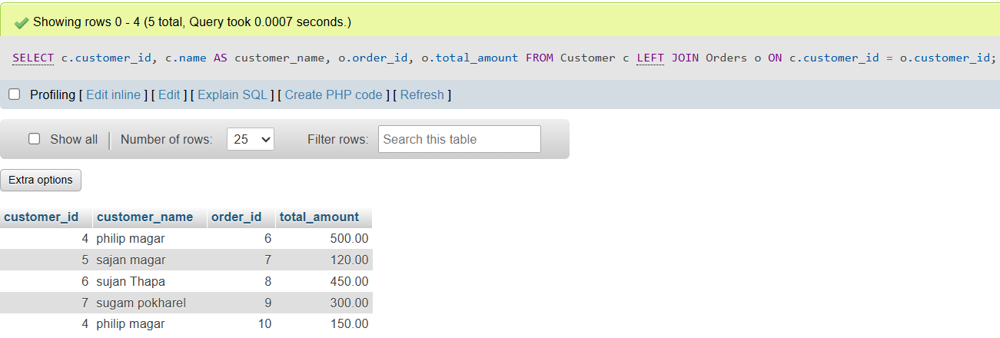 Showing rows 0 - 4 (5 total, Query took 0.0007 seconds.)
SELECT c.customer_id, c.name AS customer_name, o.order_id, o.total_amount FROM Customer c LEFT JOIN Orders o ON c.customer_id = o.customer_id;
Profiling [ Edit inline ] [ Edit ] [ Explain SQL ] [ Create PHP code ] [ Refresh ]
Show all | Number of rows: 25 Filter rows: Search this table
Extra options
customer_id customer_name order_id total_amount
4 philip magar 6 500.00
5 sajan magar 7 120.00
6 sujan Thapa 8 450.00
7 sugam pokharel 9 300.00
4 philip magar 10 150.00